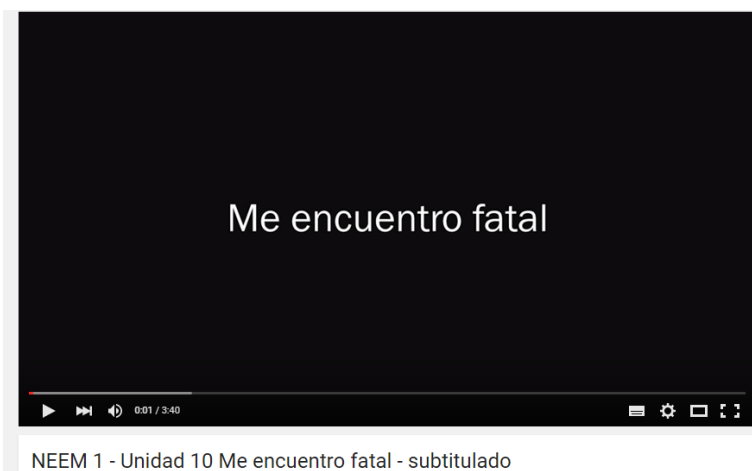 Me encuentro fatal
0:01 / 3:40
NEEM 1 - Unidad 10 Me encuentro fatal - subtitulado